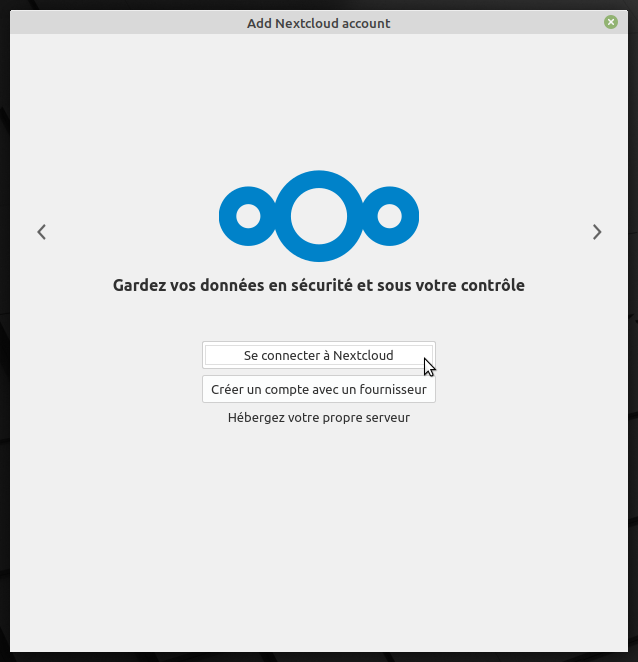 Add Nextcloud account
Gardez vos données en sécurité et sous votre contrôle
Se connecter à Nextcloud
Créer un compte avec un fournisseur
Hébergez votre propre serveur